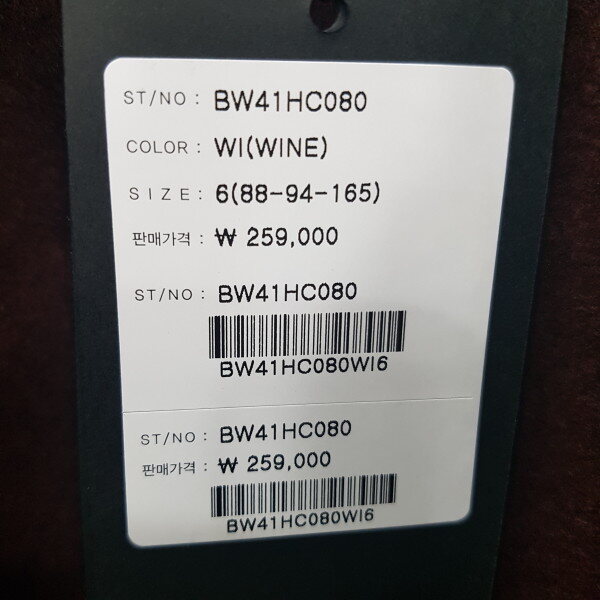 ST/NO : BW41HC080
COLOR : WI(WINE)
SIZE : 6(88-94-165)
판매가격 : ₩ 259,000
ST/NO : BW41HC080
BW41HC080WI6
ST/NO : BW41HC080
판매가격 : ₩ 259,000
BW41HC080WI6